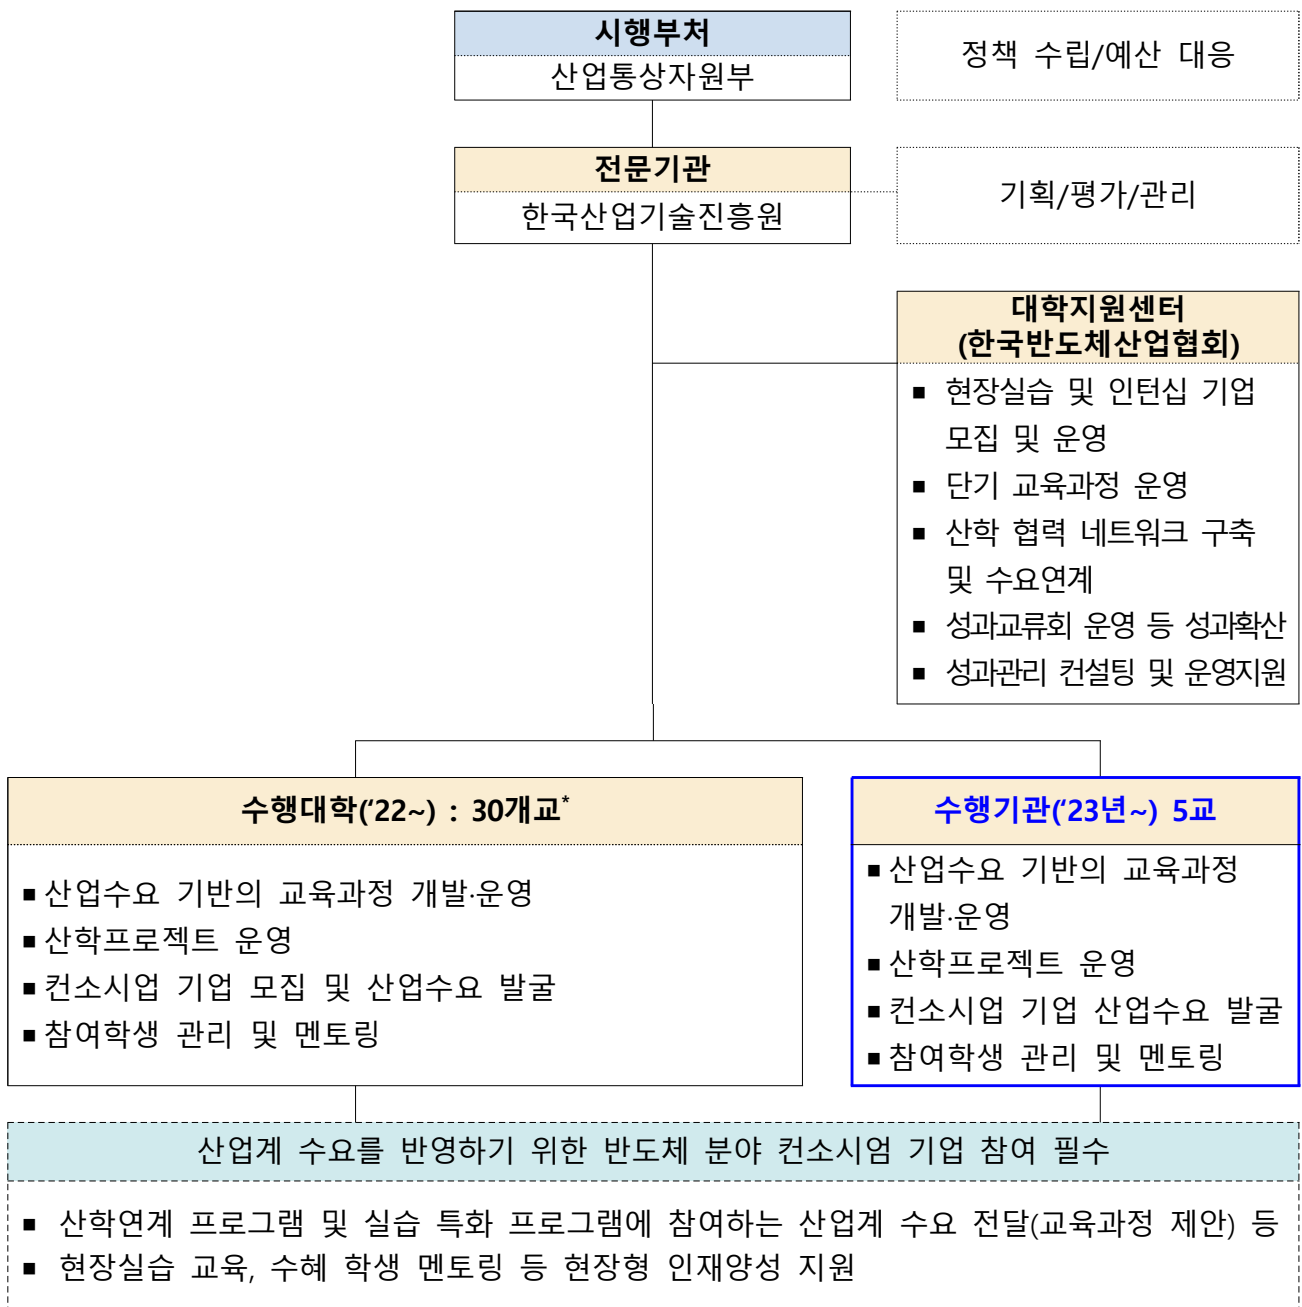 시행부처
산업통상자원부
정책 수립/예산 대응
전문기관
한국산업기술진흥원
기획/평가/관리
대학지원센터
(한국반도체산업협회)
■ 현장실습 및 인턴십 기업
모집 및 운영
■ 단기 교육과정 운영
■ 산학 협력 네트워크 구축
및 수요연계
■ 성과교류회 운영 등 성과확산
■ 성과관리 컨설팅 및 운영지원
수행대학(‘22~) : 30개교*
■ 산업수요 기반의 교육과정 개발·운영
■ 산학프로젝트 운영
■ 컨소시업 기업 모집 및 산업수요 발굴
■ 참여학생 관리 및 멘토링
수행기관(‘23년~) 5교
■ 산업수요 기반의 교육과정
개발·운영
■ 산학프로젝트 운영
■ 컨소시업 기업 산업수요 발굴
■ 참여학생 관리 및 멘토링
산업계 수요를 반영하기 위한 반도체 분야 컨소시엄 기업 참여 필수
■ 산학연계 프로그램 및 실습 특화 프로그램에 참여하는 산업계 수요 전달(교육과정 제안) 등
■ 현장실습 교육, 수혜 학생 멘토링 등 현장형 인재양성 지원